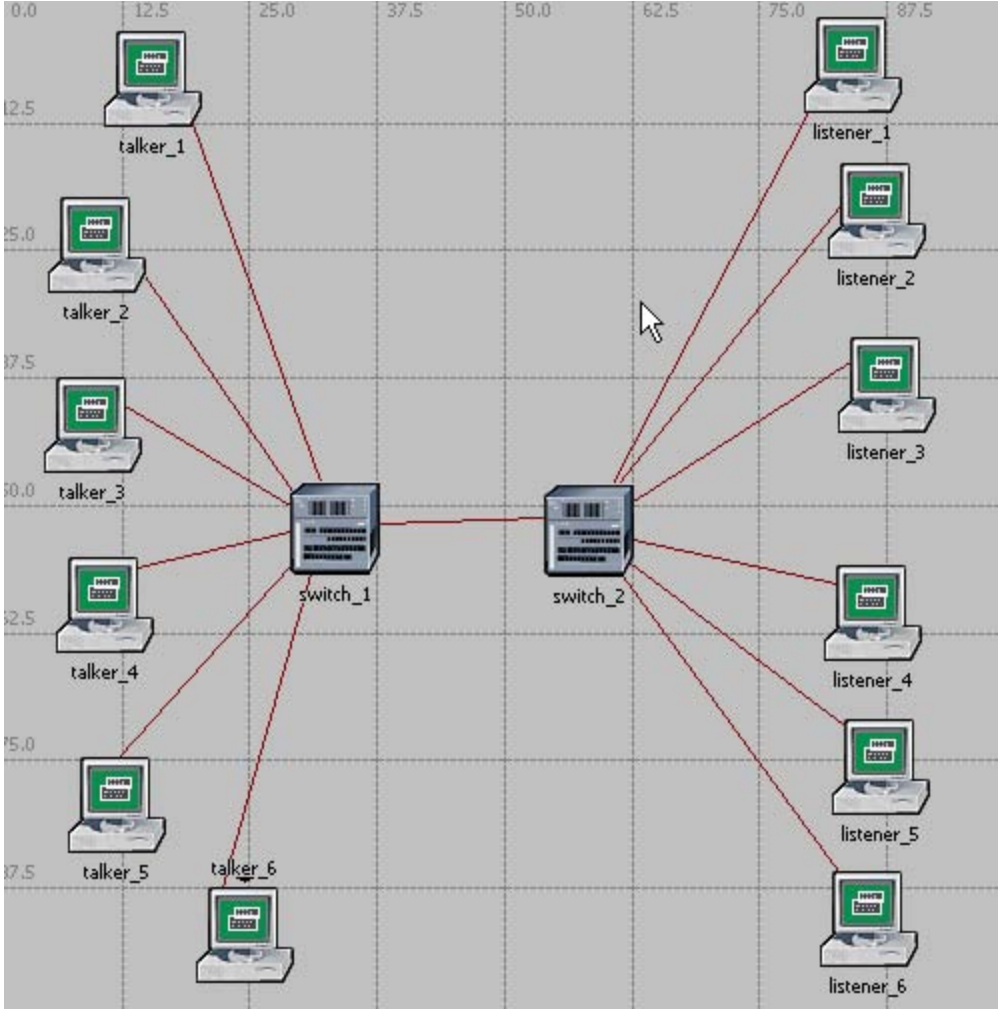 0.0 12.5 25.0 37.5 50.0 62.5 75.0 87.5
talker_1
listener_1
12.5
25.0
listener_2
talker_2
37.5
listener_3
talker_3
50.0
switch_1
switch_2
62.5
talker_4
listener_4
75.0
listener_5
talker_5
talker_6
87.5
listener_6